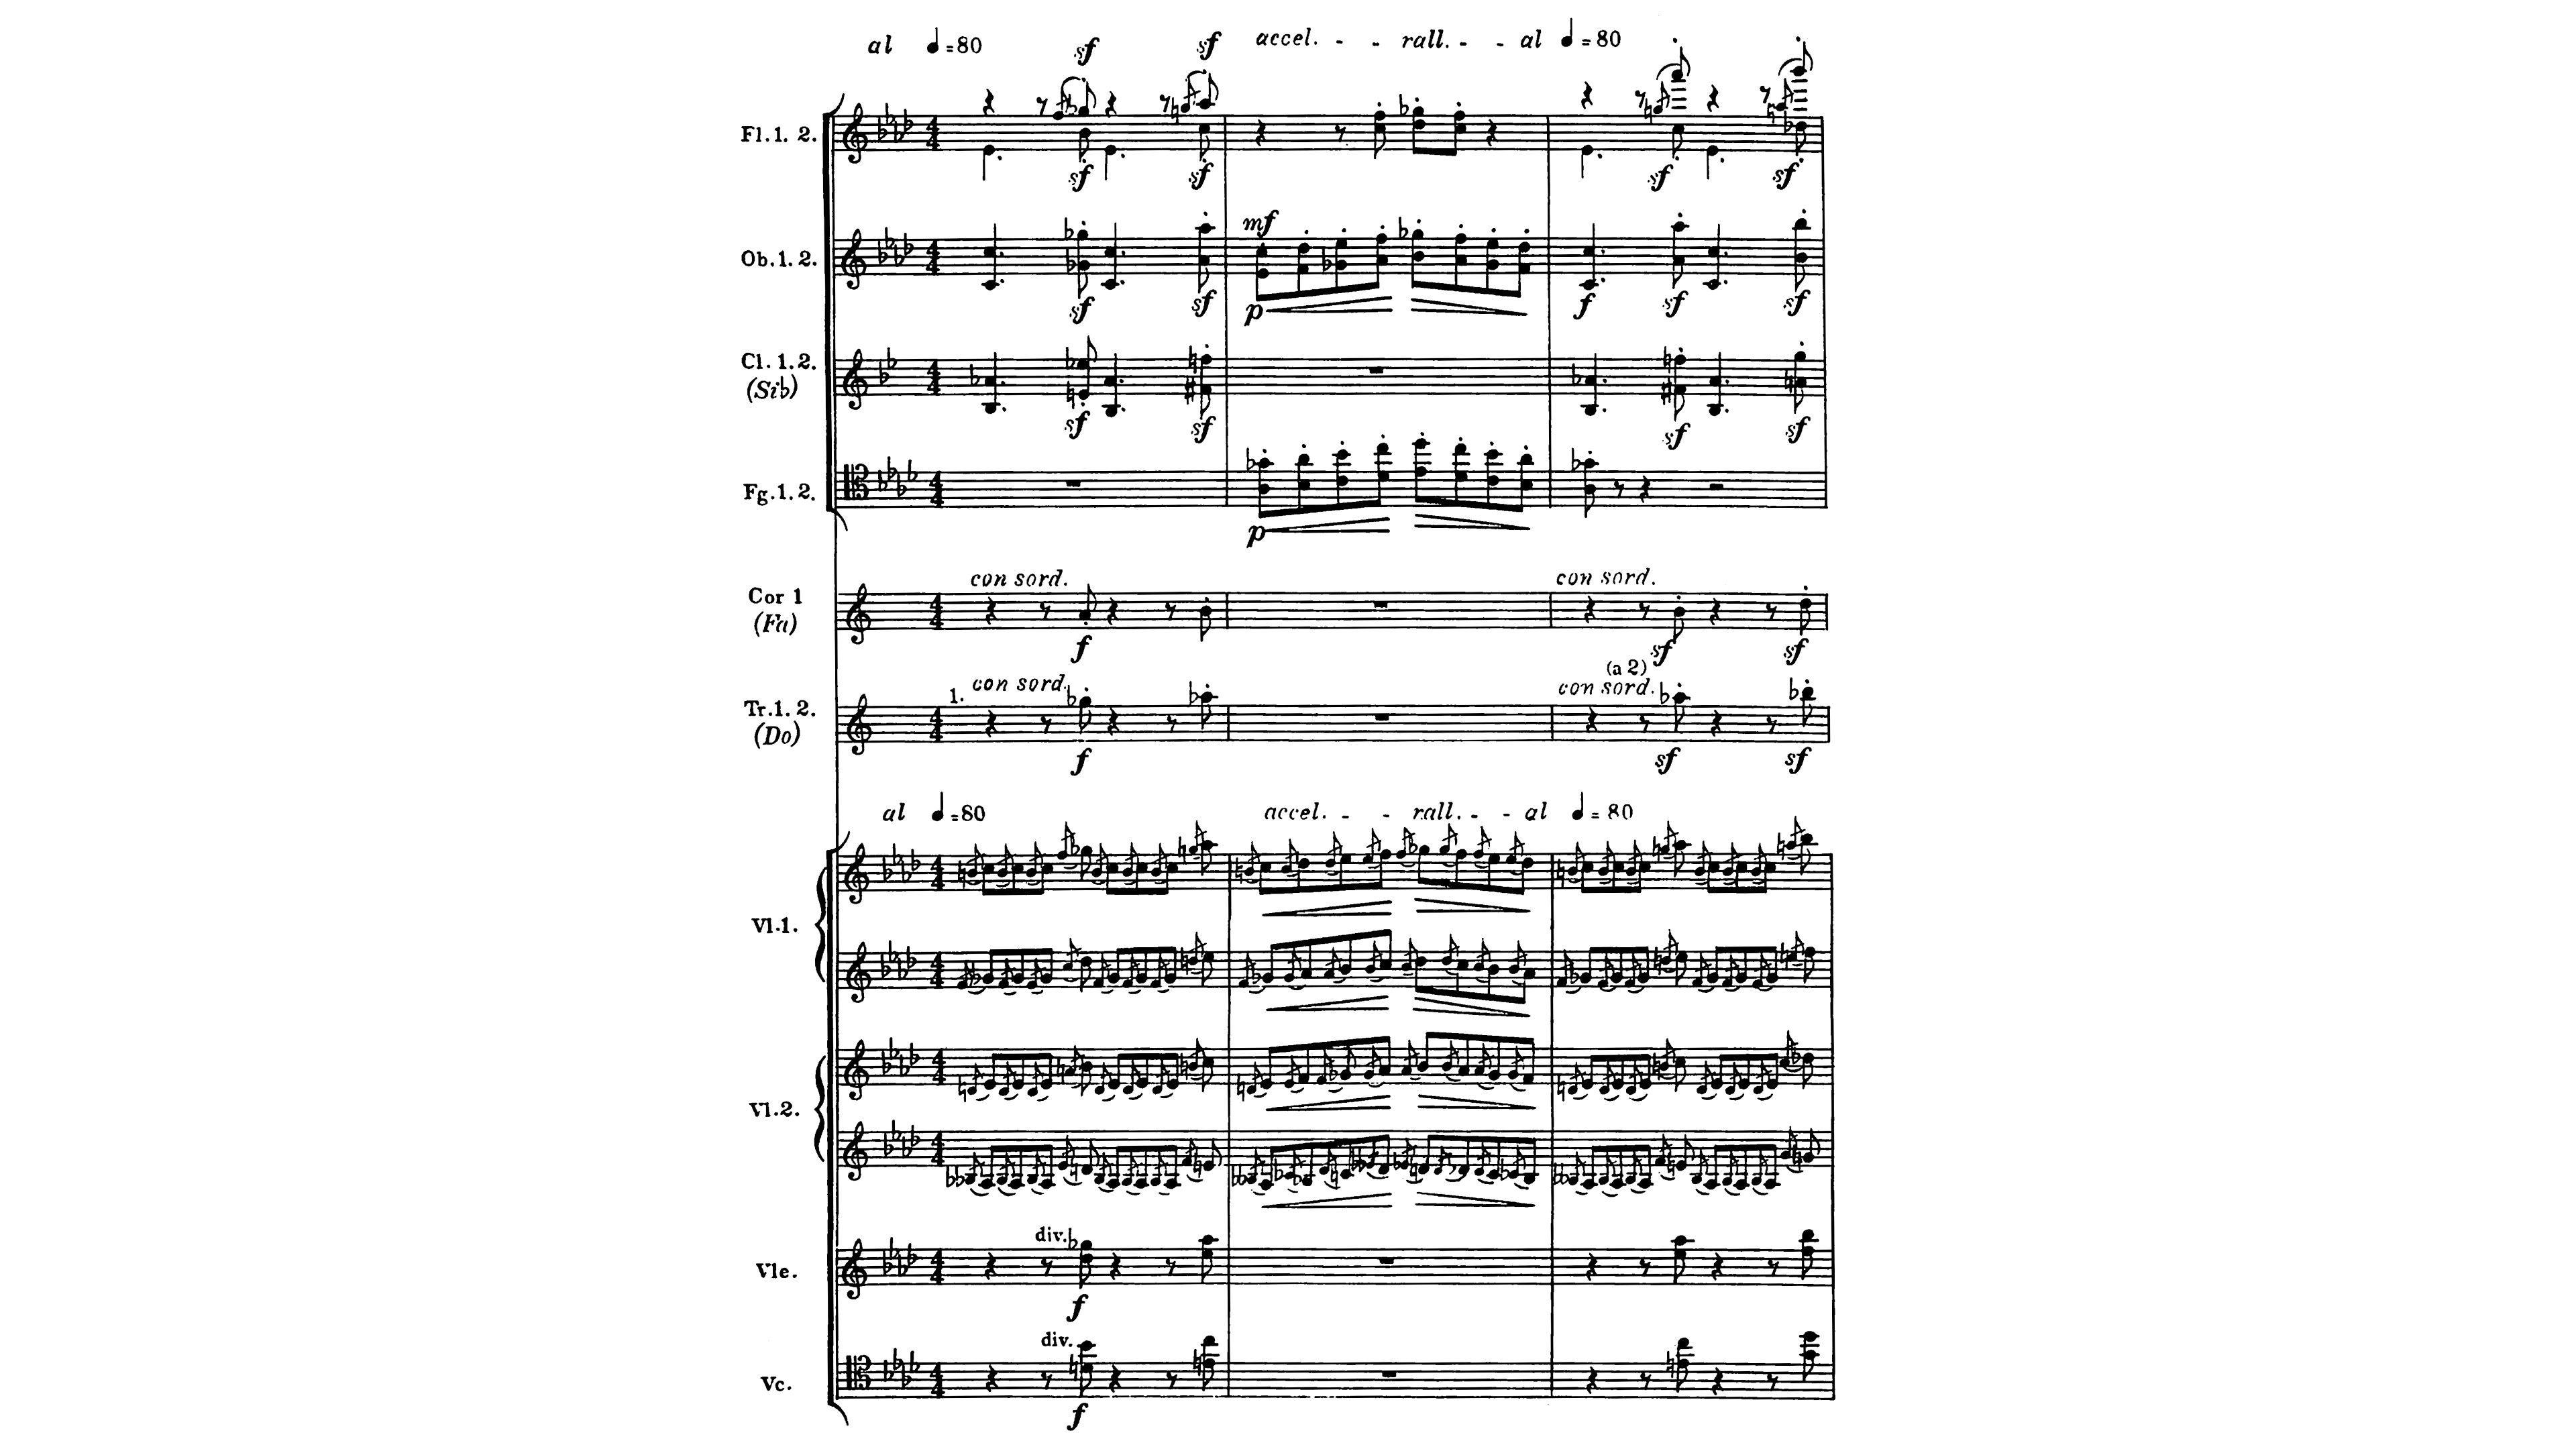 al ♩=80 sf sf accel. - - rall. - - al ♩=80
Fl.1. 2.
sf sf sf sf
mf
Ob.1. 2.
sf sf p f sf sf
Cl. 1.2.
(Sib)
sf sf sf sf
Fg.1. 2.
p
con sord. con sord.
Cor 1
(Fa)
f sf sf
(a 2)
1. con sord. con sord.
Tr.1. 2.
(Do)
f sf sf
al ♩=80 accel. - - rall. - - al ♩= 80
Vl.1.
Vl.2.
div.
Vle.
f
div.
Vc.
f